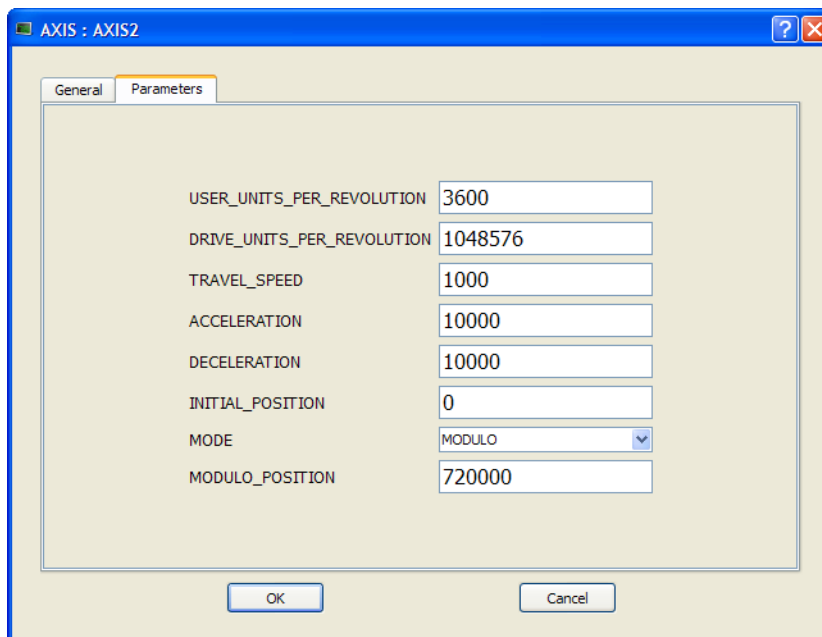 AXIS : AXIS2
General Parameters
USER_UNITS_PER_REVOLUTION 3600
DRIVE_UNITS_PER_REVOLUTION 1048576
TRAVEL_SPEED 1000
ACCELERATION 10000
DECELERATION 10000
INITIAL_POSITION 0
MODE MODULO
MODULO_POSITION 720000
OK Cancel